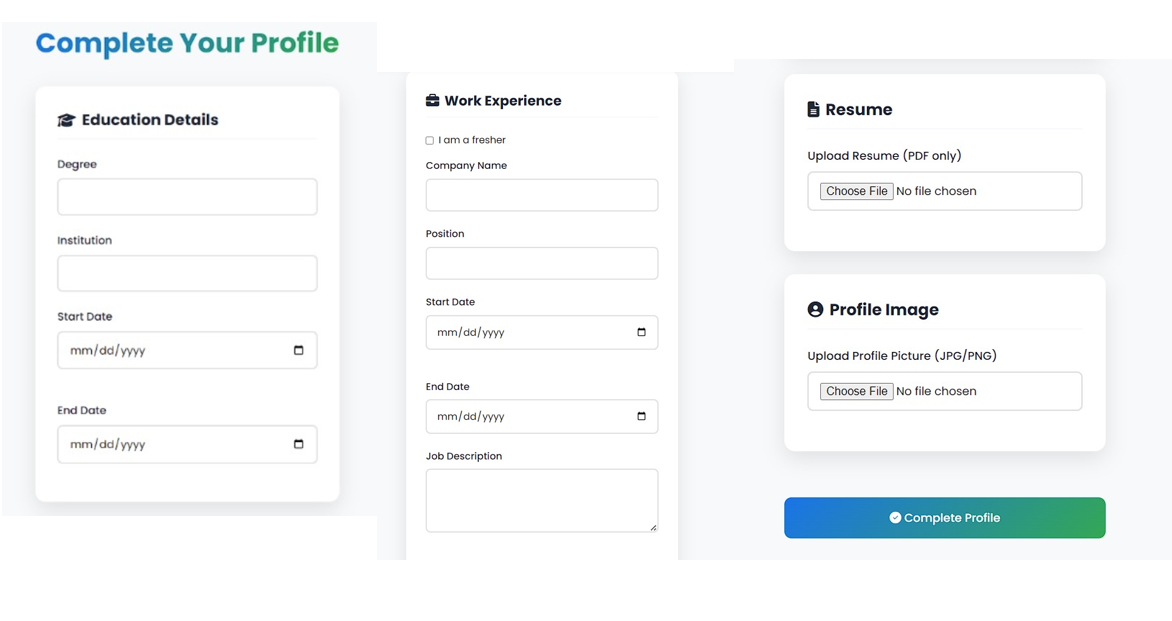 Complete Your Profile
Education Details
Degree
Institution
Start Date
mm/dd/yyyy
End Date
mm/dd/yyyy
Work Experience
I am a fresher
Company Name
Position
Start Date
mm/dd/yyyy
End Date
mm/dd/yyyy
Job Description
Resume
Upload Resume (PDF only)
Choose File No file chosen
Profile Image
Upload Profile Picture (JPG/PNG)
Choose File No file chosen
Complete Profile